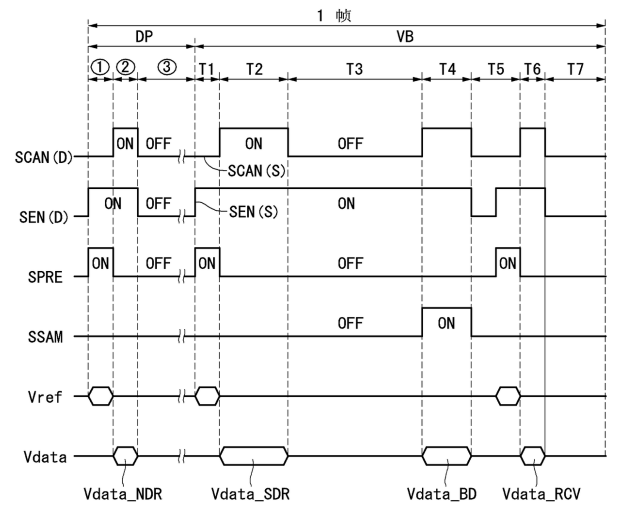 1 帧
DP VB
① ② ③ T1 T2 T3 T4 T5 T6 T7
SCAN(D) ON OFF ON OFF
SCAN(S)
SEN(D) ON OFF SEN(S) ON
SPRE ON OFF ON OFF ON
SSAM OFF ON
Vref
Vdata
Vdata_NDR Vdata_SDR Vdata_BD Vdata_RCV